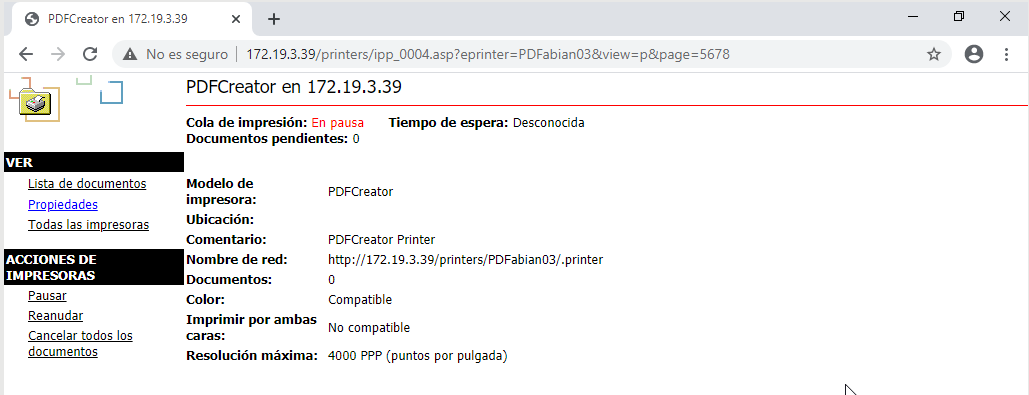 PDFCreator en 172.19.3.39
No es seguro | 172.19.3.39/printers/ipp_0004.asp?eprinter=PDFabian03&view=p&page=5678
PDFCreator en 172.19.3.39
Cola de impresión: En pausa Tiempo de espera: Desconocida
Documentos pendientes: 0
VER
Lista de documentos
Propiedades
Todas las impresoras
ACCIONES DE
IMPRESORAS
Pausar
Reanudar
Cancelar todos los
documentos
Modelo de
impresora: PDFCreator
Ubicación:
Comentario: PDFCreator Printer
Nombre de red: http://172.19.3.39/printers/PDFabian03/.printer
Documentos: 0
Color: Compatible
Imprimir por ambas
caras: No compatible
Resolución máxima: 4000 PPP (puntos por pulgada)